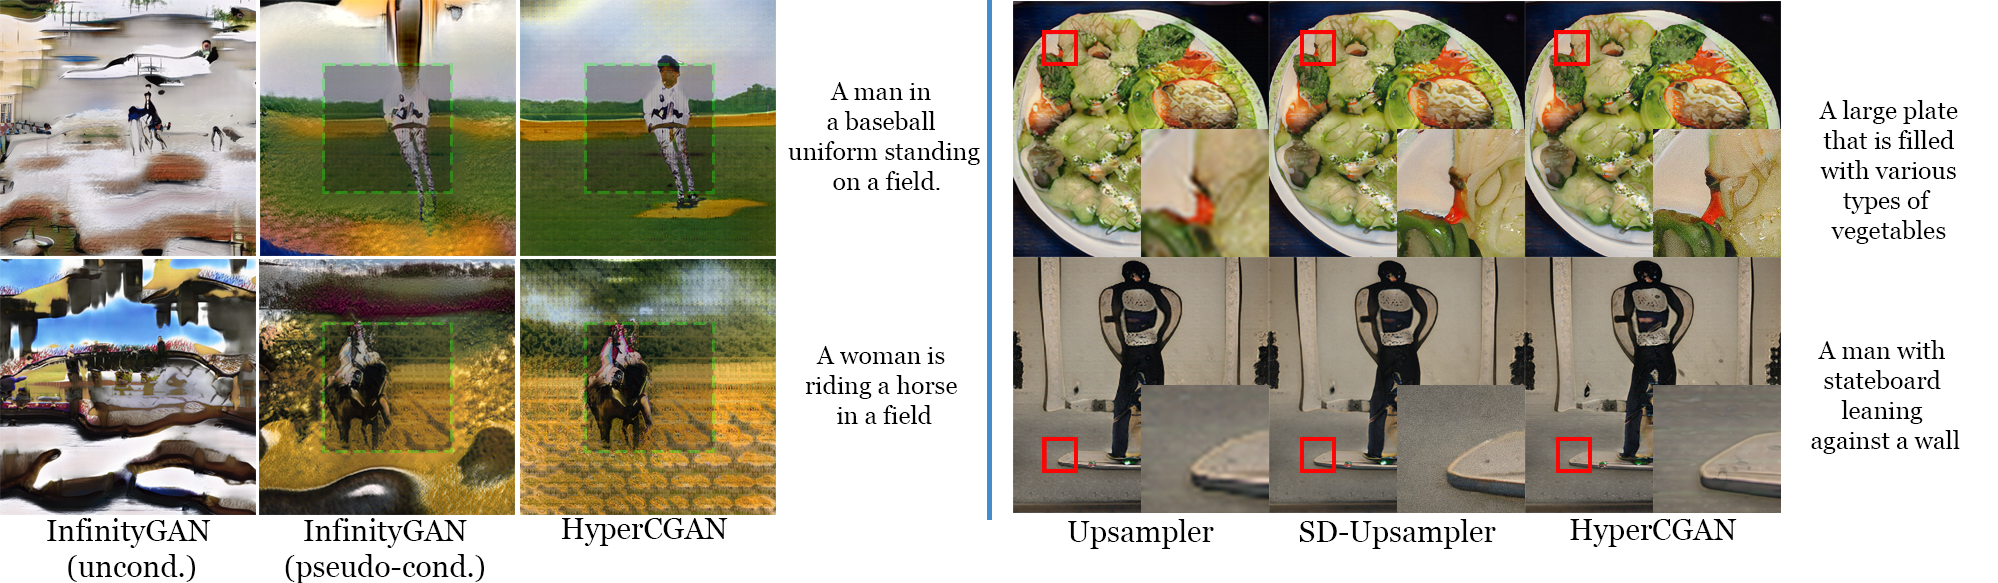 A man in
a baseball
uniform standing
on a field.
A woman is
riding a horse
in a field
InfinityGAN
(uncond.)
InfinityGAN
(pseudo-cond.)
HyperCGAN
A large plate
that is filled
with various
types of
vegetables
A man with
stateboard
leaning
against a wall
Upsampler
SD-Upsampler
HyperCGAN